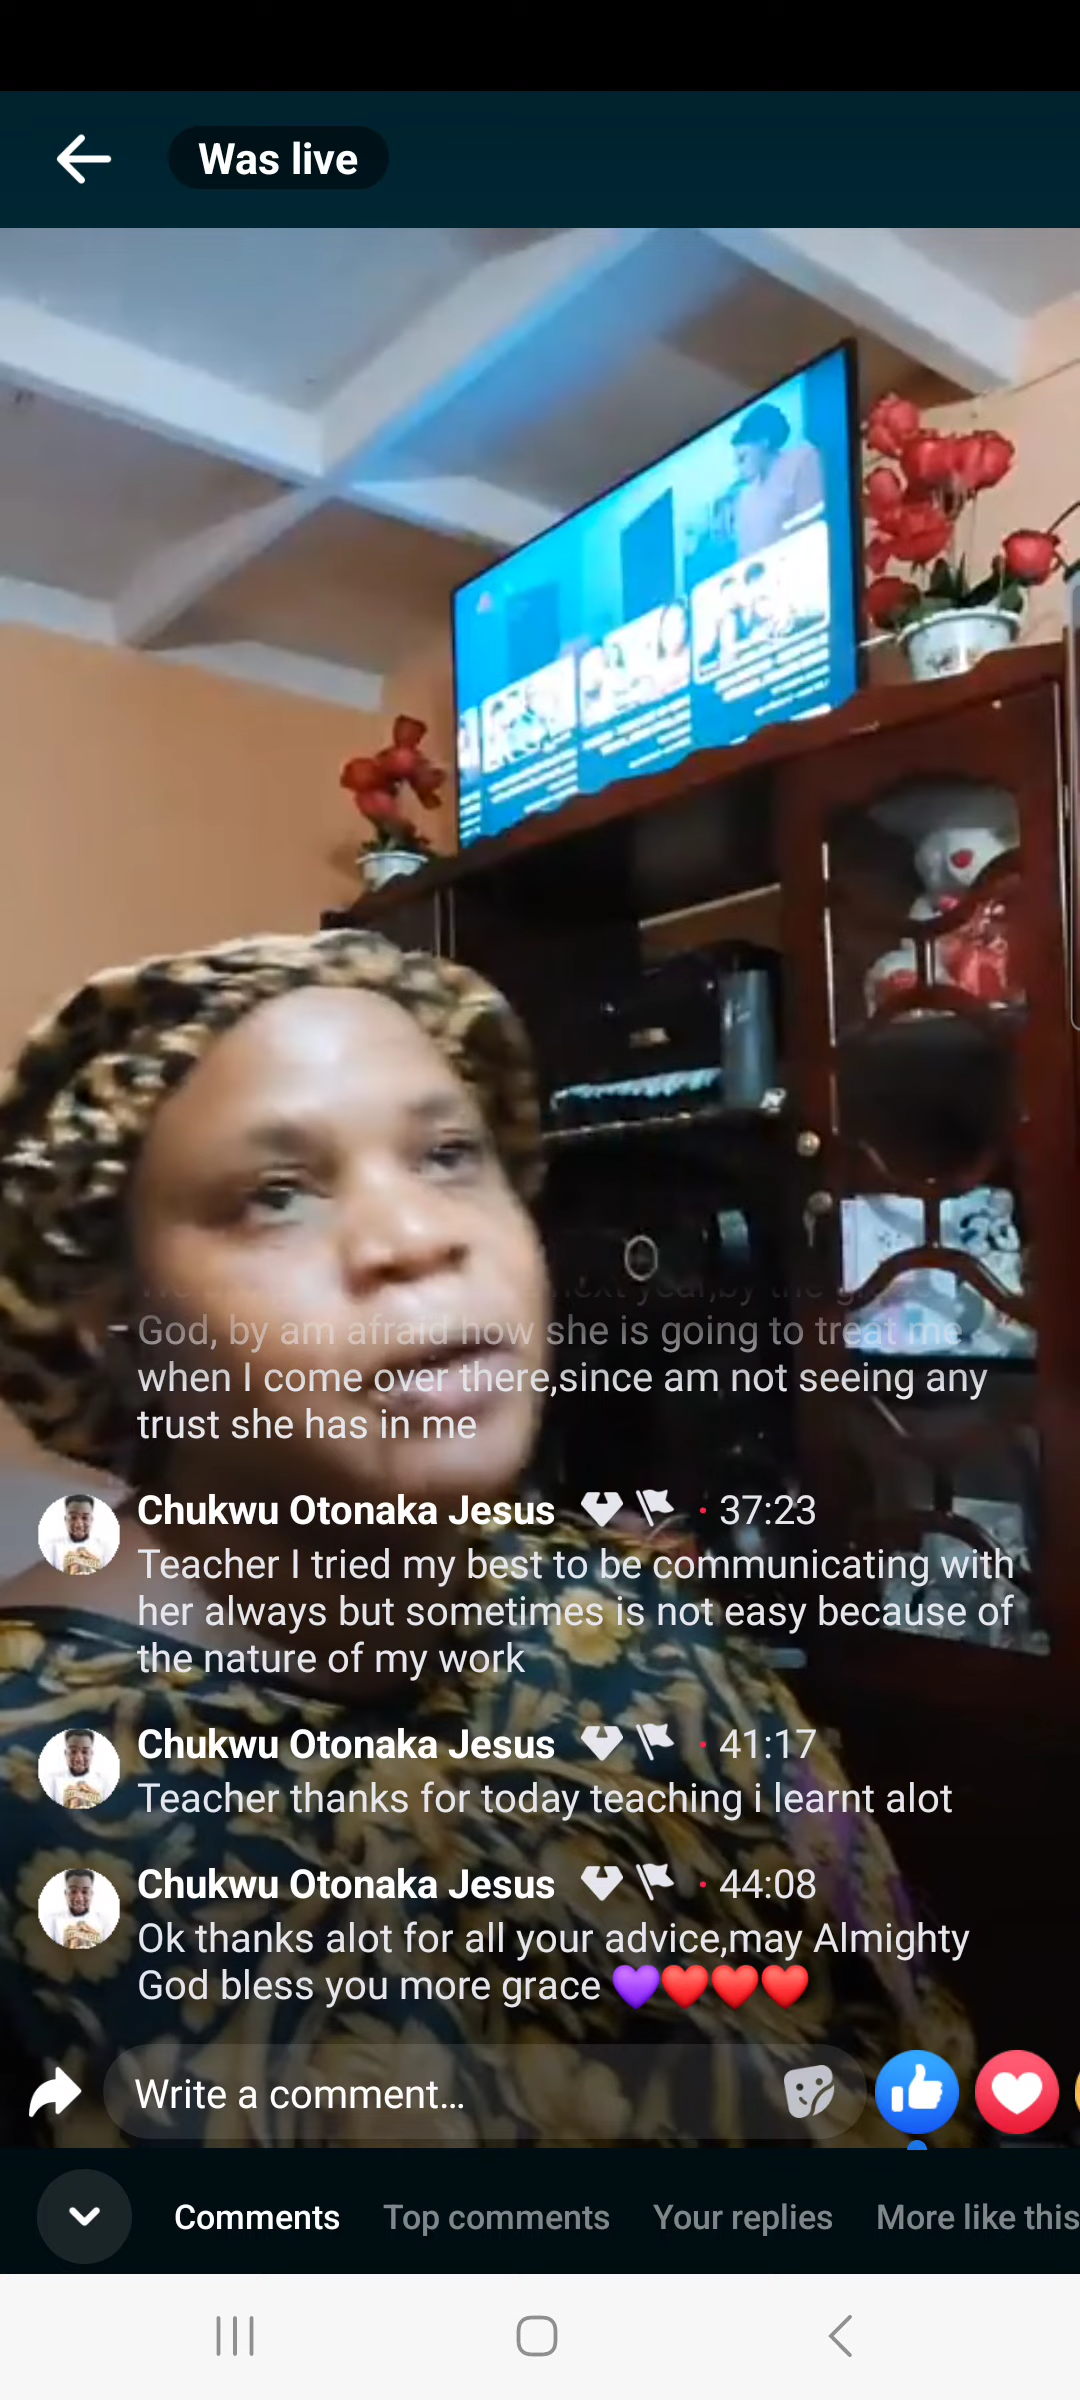 Was live
next year,by the
God, by am afraid how she is going to treat me
when I come over there,since am not seeing any
trust she has in me
Chukwu Otonaka Jesus · 37:23
Teacher I tried my best to be communicating with
her always but sometimes is not easy because of
the nature of my work
Chukwu Otonaka Jesus · 41:17
Teacher thanks for today teaching i learnt alot
Chukwu Otonaka Jesus · 44:08
Ok thanks alot for all your advice,may Almighty
God bless you more grace 💜❤️❤️❤️
Write a comment...
Comments Top comments Your replies More like this